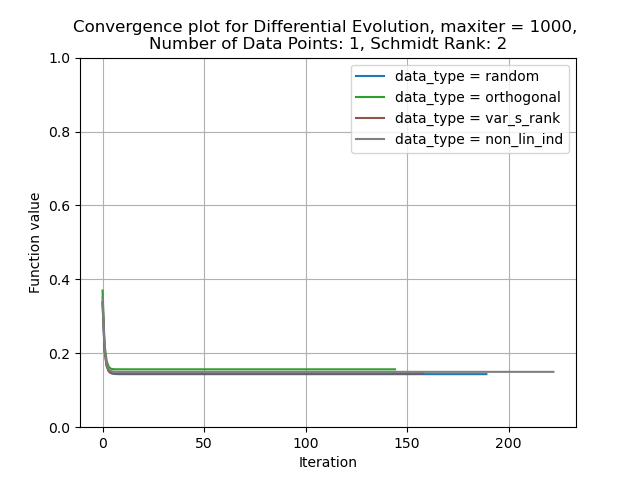 Convergence plot for Differential Evolution, maxiter = 1000,
Number of Data Points: 1, Schmidt Rank: 2
1.0
0.8
0.6
0.4
0.2
0.0
Function value
data_type = random
data_type = orthogonal
data_type = var_s_rank
data_type = non_lin_ind
0 50 100 150 200
Iteration